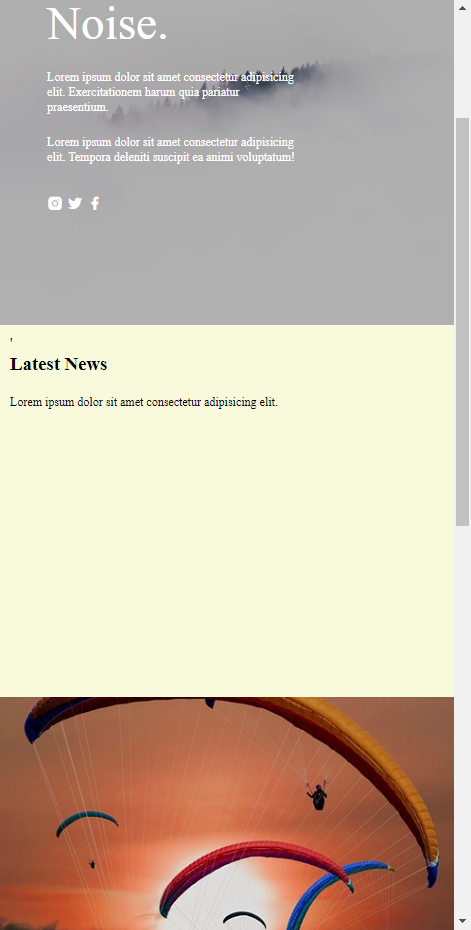 Noise.
Lorem ipsum dolor sit amet consectetur adipisicing
elit. Exercitationem harum quia pariatur
praesentium.
Lorem ipsum dolor sit amet consectetur adipisicing
elit. Tempora deleniti suscipit ea animi voluptatum!
'
Latest News
Lorem ipsum dolor sit amet consectetur adipisicing elit.